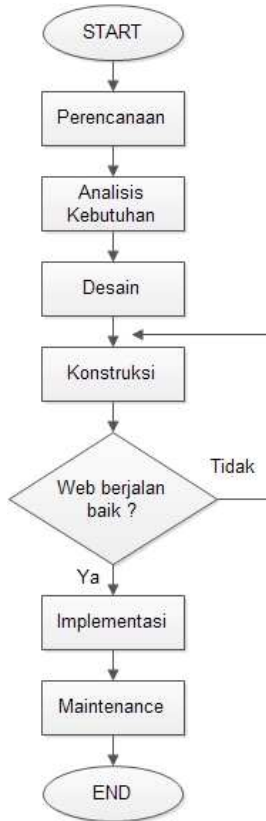 START
Perencanaan
Analisis
Kebutuhan
Desain
Konstruksi
Web berjalan
baik ?
Tidak
Ya
Implementasi
Maintenance
END